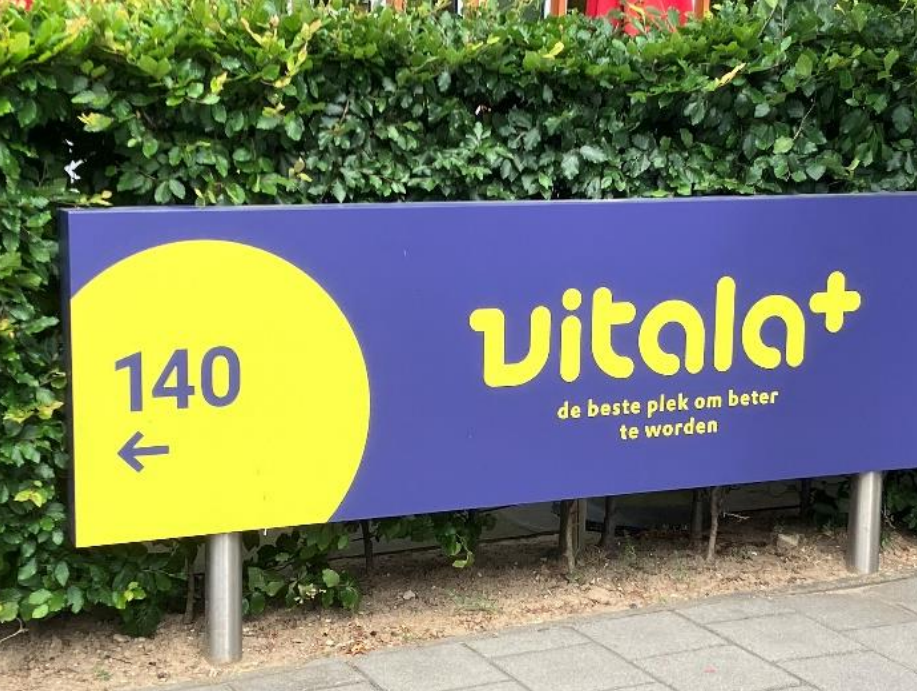 140
←
vitala+
de beste plek om beter
te worden